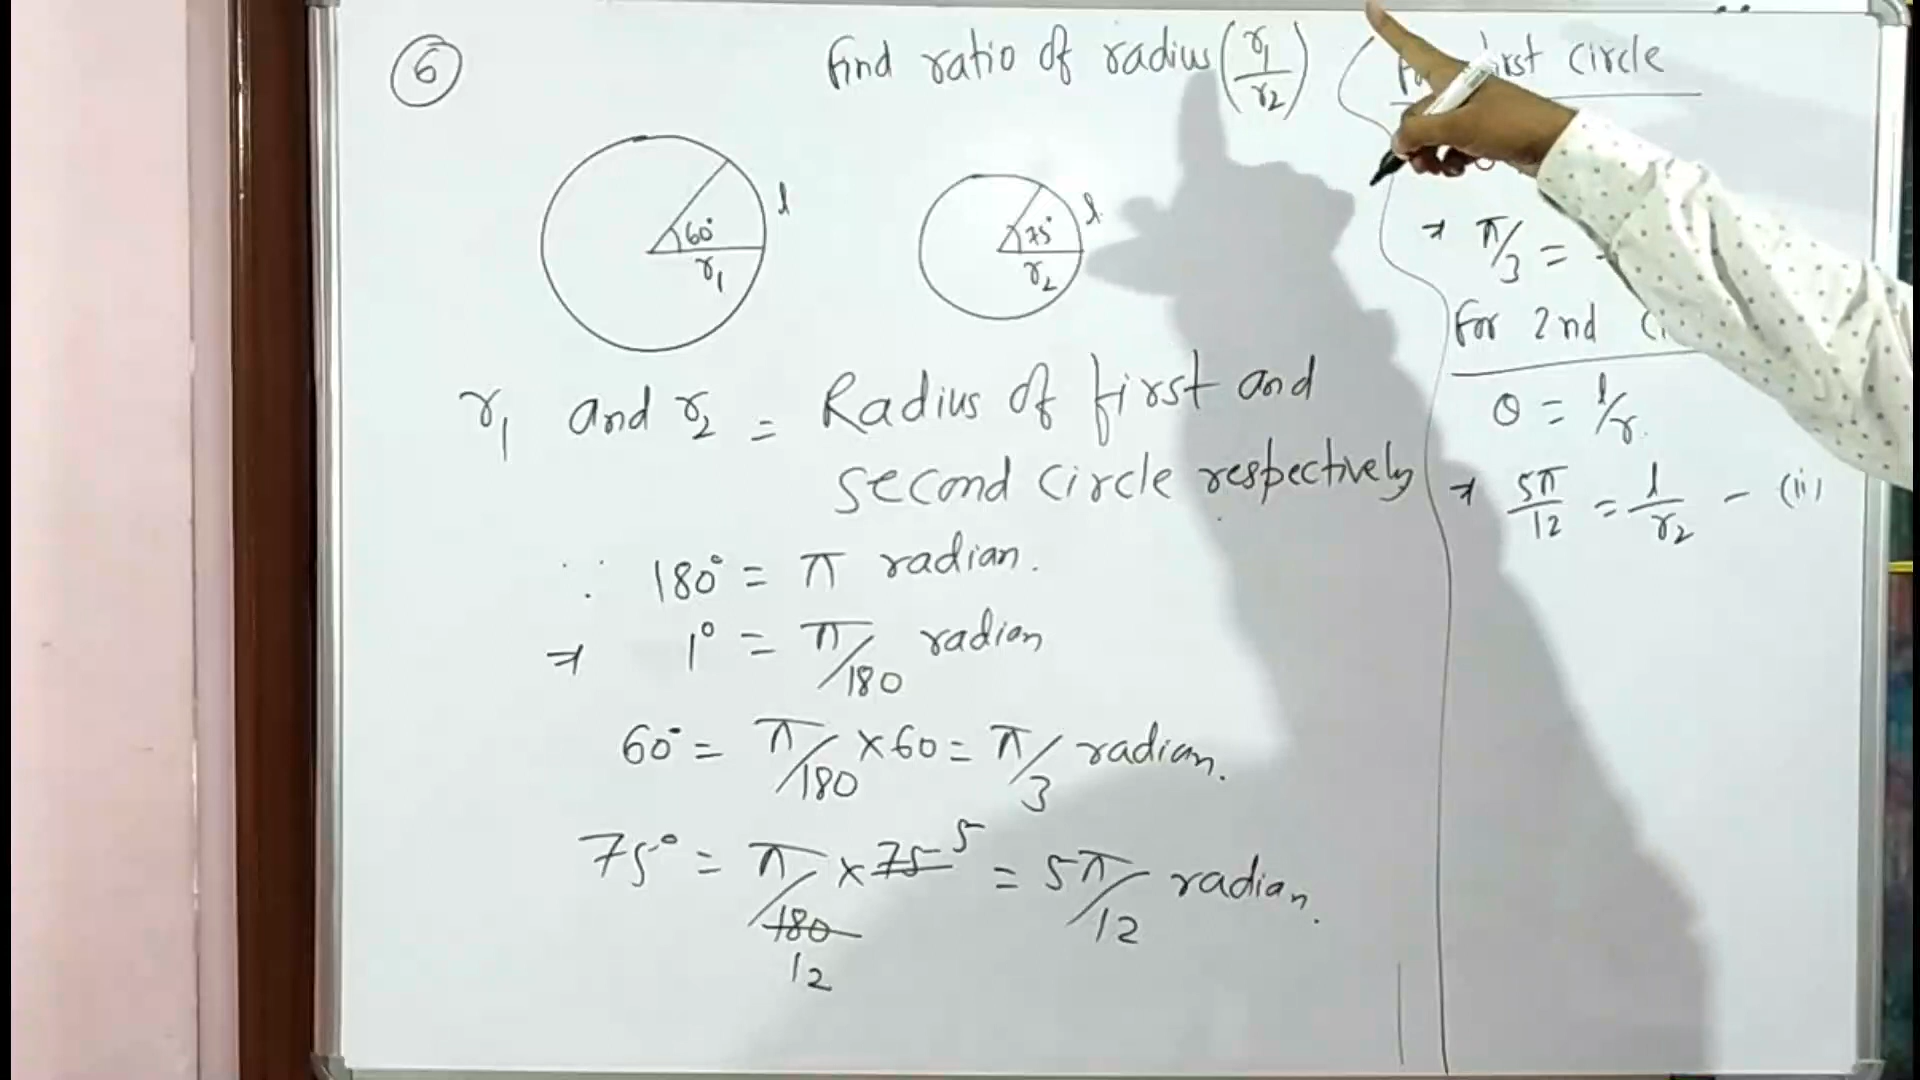 6
Find ratio of radius (r₁/r₂)
60°
r₁
l
75°
r₂
l
r₁ and r₂ = Radius of first and
second circle respectively
∵ 180° = π radian.
⇒ 1° = π/180 radian
60° = π/180 × 60 = π/3 radian.
75° = π/180 × 75 5 = 5π/12 radian.
12
circle
⇒ π/3 =
For 2nd
θ = l/r.
⇒ 5π/12 = l/r₂ - (ii)